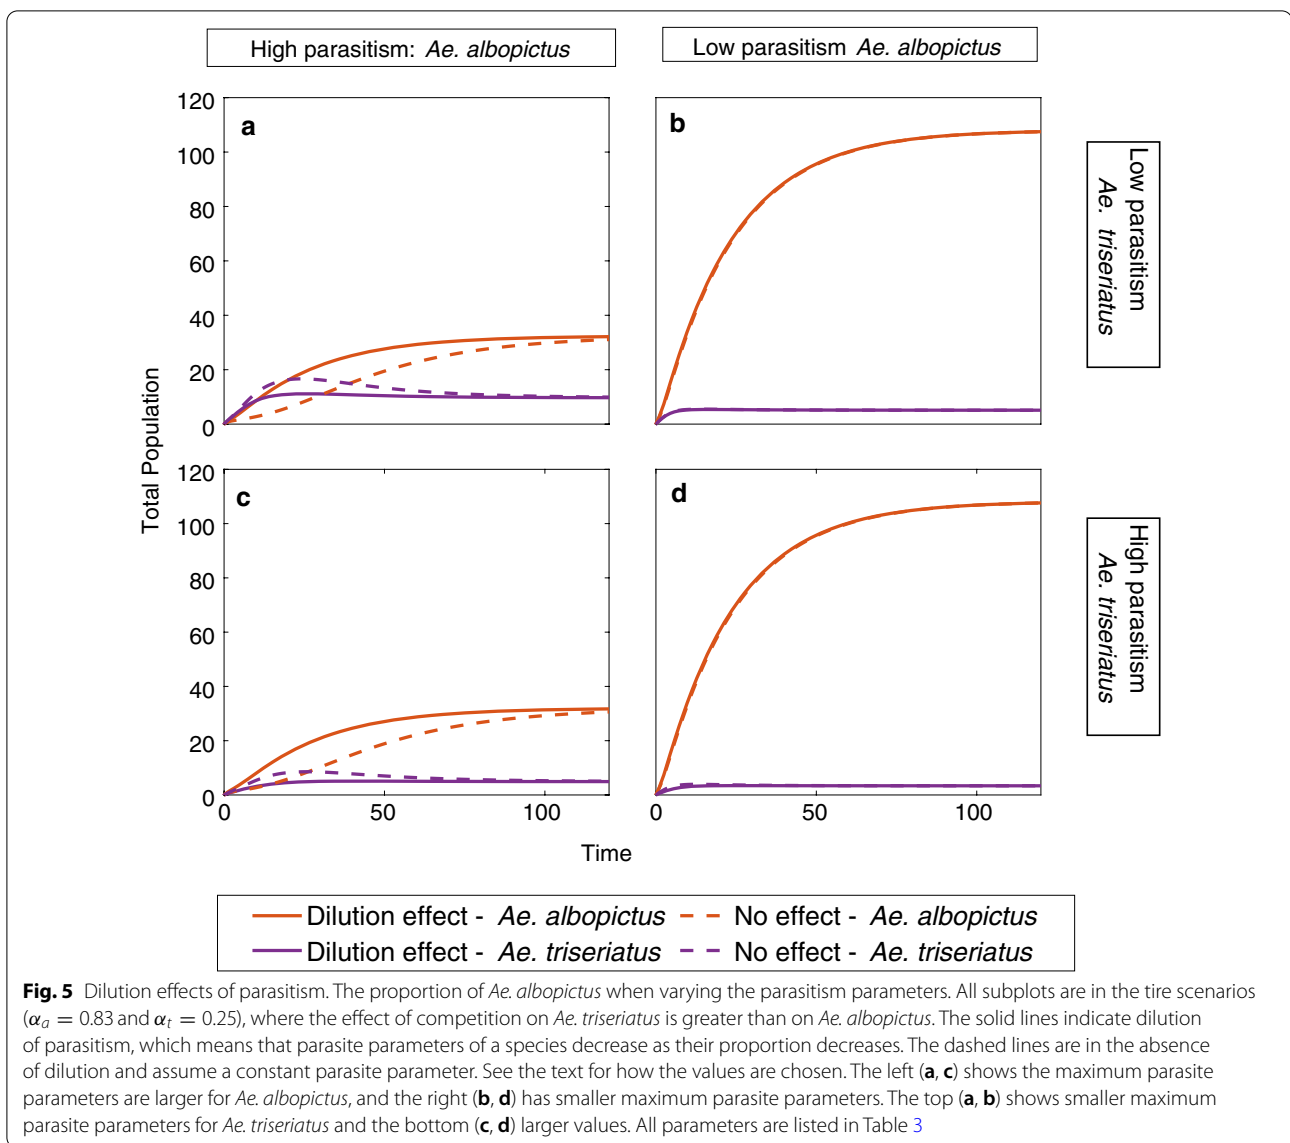 High parasitism: Ae. albopictus
Low parasitism Ae. albopictus
120
100
80
60
40
20
0
a
b
Low parasitism
Ae. triseriatus
Total Population
120
100
80
60
40
20
0
c
d
High parasitism
Ae. triseriatus
0
50
100
0
50
100
Time
Dilution effect - Ae. albopictus
No effect - Ae. albopictus
Dilution effect - Ae. triseriatus
No effect - Ae. triseriatus
Fig. 5 Dilution effects of parasitism. The proportion of Ae. albopictus when varying the parasitism parameters. All subplots are in the tire scenarios
(αa = 0.83 and αt = 0.25), where the effect of competition on Ae. triseriatus is greater than on Ae. albopictus. The solid lines indicate dilution
of parasitism, which means that parasite parameters of a species decrease as their proportion decreases. The dashed lines are in the absence
of dilution and assume a constant parasite parameter. See the text for how the values are chosen. The left (a, c) shows the maximum parasite
parameters are larger for Ae. albopictus, and the right (b, d) has smaller maximum parasite parameters. The top (a, b) shows smaller maximum
parasite parameters for Ae. triseriatus and the bottom (c, d) larger values. All parameters are listed in Table 3